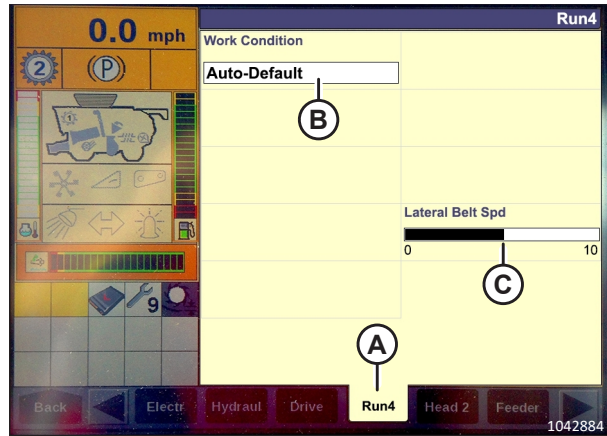 Run4
0.0 mph
Work Condition
2
(P)
Auto-Default
B
1
Lateral Belt Spd
0 10
C
9
A
Back
Electr
Hydraul
Drive
Run4
Head 2
Feeder
1042884